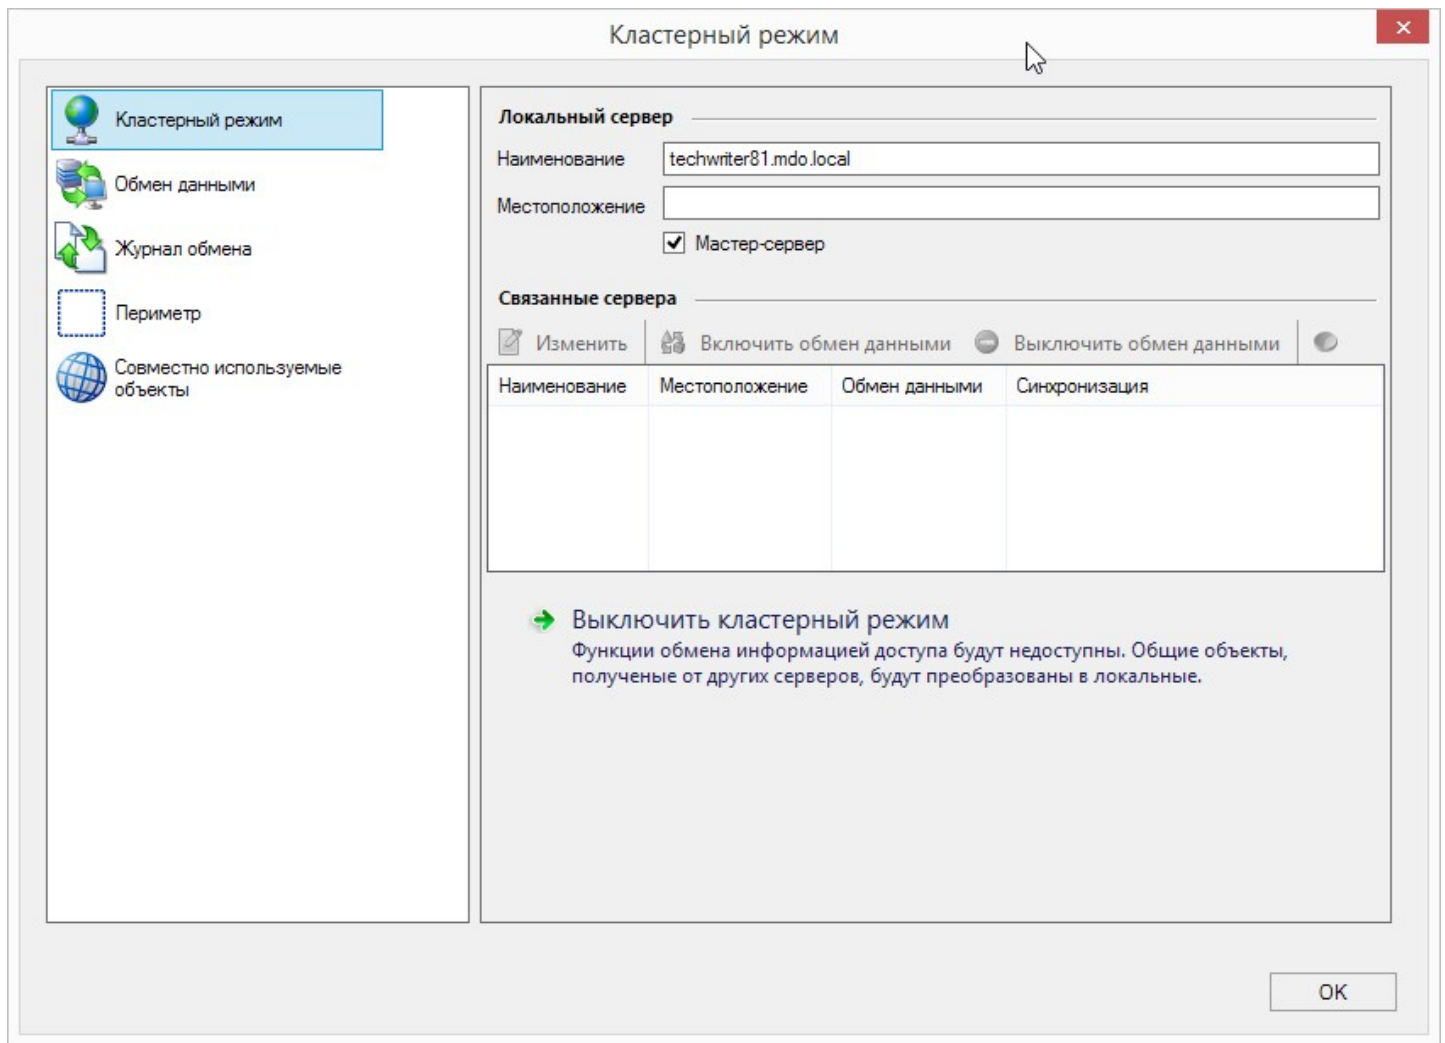 Кластерный режим
Кластерный режим
Обмен данными
Журнал обмена
Периметр
Совместно используемые
объекты
Локальный сервер
Наименование techwriter81.mdo.local
Местоположение
Мастер-сервер
Связанные сервера
Изменить Включить обмен данными Выключить обмен данными
Наименование Местоположение Обмен данными Синхронизация
Выключить кластерный режим
Функции обмена информацией доступа будут недоступны. Общие объекты,
полученые от других серверов, будут преобразованы в локальные.
OK